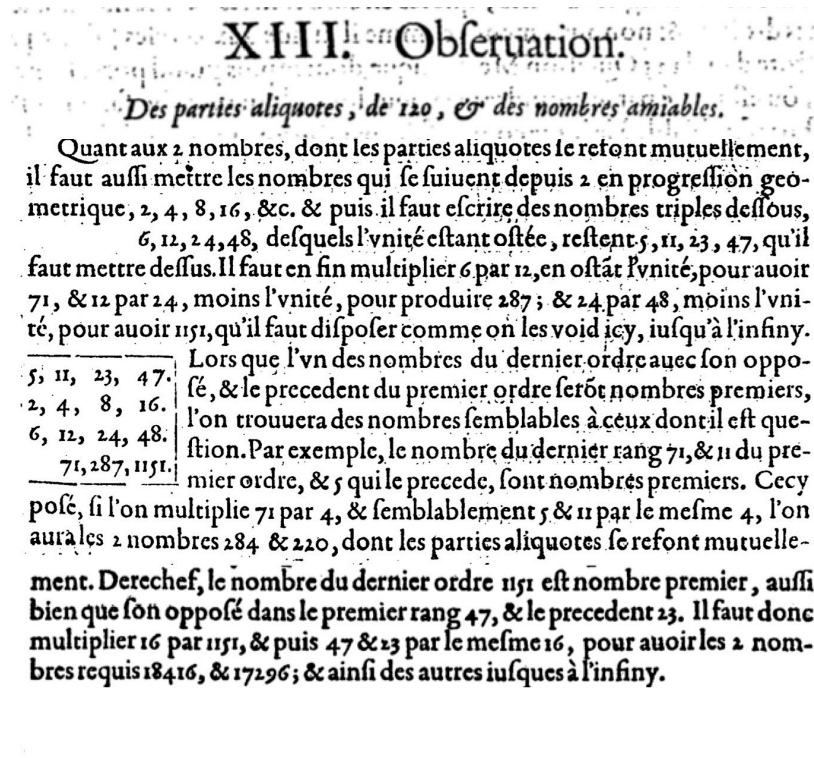 XIII. Obſeruation.
Des parties aliquotes, de 120, & des nombres amiables.
Quant aux 2 nombres, dont les parties aliquotes ſe refont mutuellement,
il faut auſſi mettre les nombres qui ſe ſuiuent depuis 2 en progreſſion geo-
metrique, 2, 4, 8, 16, &c. & puis il faut eſcrire des nombres triples deſſous,
6, 12, 24, 48, deſquels l'vnité eſtant oſtée, reſtent 5, 11, 23, 47, qu'il
faut mettre deſſus. Il faut en fin multiplier 6 par 12, en oſtãt l'vnité, pour auoir
71, & 12 par 24, moins l'vnité, pour produire 287; & 24 par 48, moins l'vni-
té, pour auoir 1151, qu'il faut diſpoſer comme on les void icy, iuſqu'à l'infiny.
5, 11, 23, 47.
2, 4, 8, 16.
6, 12, 24, 48.
71, 287, 1151.
Lors que l'vn des nombres du dernier ordre auec ſon oppo-
ſé, & le precedent du premier ordre ſerõt nombres premiers,
l'on trouuera des nombres ſemblables à ceux dont il eſt que-
ſtion. Par exemple, le nombre du dernier rang 71, & 11 du pre-
mier ordre, & 5 qui le precede, ſont nombres premiers. Cecy
poſé, ſi l'on multiplie 71 par 4, & ſemblablement 5 & 11 par le meſme 4, l'on
aura les 2 nombres 284 & 220, dont les parties aliquotes ſe refont mutuelle-
ment. Derechef, le nombre du dernier ordre 1151 eſt nombre premier, auſſi
bien que ſon oppoſé dans le premier rang 47, & le precedent 23. Il faut donc
multiplier 16 par 1151, & puis 47 & 23 par le meſme 16, pour auoir les 2 nom-
bres requis 18416, & 17296; & ainſi des autres iuſques à l'infiny.